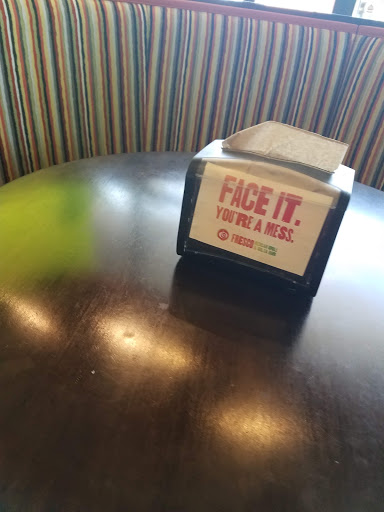 FACE IT.
YOU'RE A MESS.
FRESCO